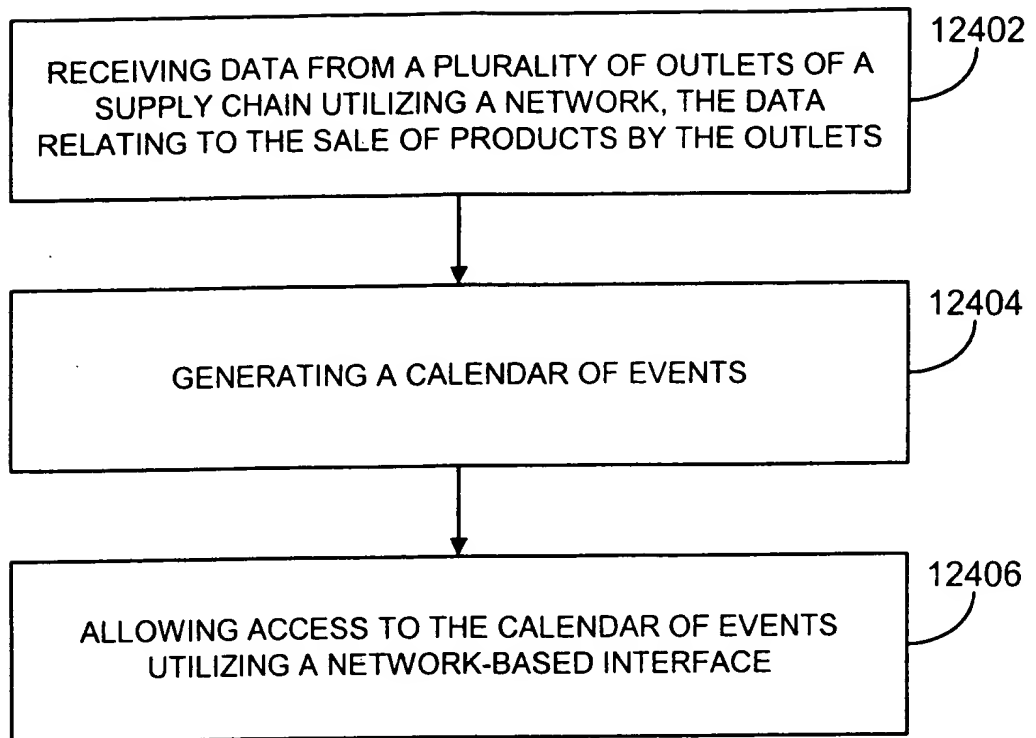 12402
RECEIVING DATA FROM A PLURALITY OF OUTLETS OF A
SUPPLY CHAIN UTILIZING A NETWORK, THE DATA
RELATING TO THE SALE OF PRODUCTS BY THE OUTLETS
12404
GENERATING A CALENDAR OF EVENTS
12406
ALLOWING ACCESS TO THE CALENDAR OF EVENTS
UTILIZING A NETWORK-BASED INTERFACE